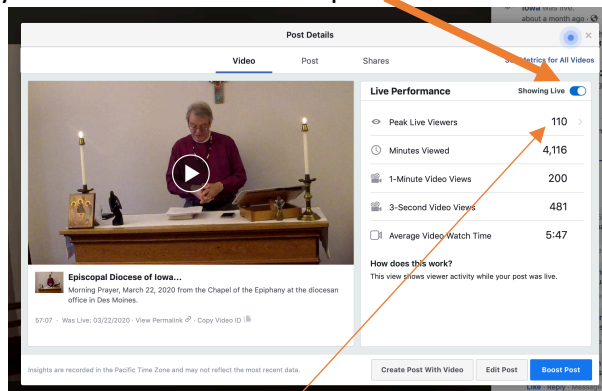 Iowa was live.
about a month ago
Post Details
Video Post Shares
Metrics for All Videos
Live Performance Showing Live
Peak Live Viewers 110
Minutes Viewed 4,116
1-Minute Video Views 200
3-Second Video Views 481
Average Video Watch Time 5:47
How does this work?
This view shows viewer activity while your post was live.
Episcopal Diocese of Iowa...
Morning Prayer, March 22, 2020 from the Chapel of the Epiphany at the diocesan
office in Des Moines.
57:07 · Was Live: 03/22/2020 · View Permalink · Copy Video ID
Insights are recorded in the Pacific Time Zone and may not reflect the most recent data.
Create Post With Video Edit Post Boost Post
Like · Reply · Message